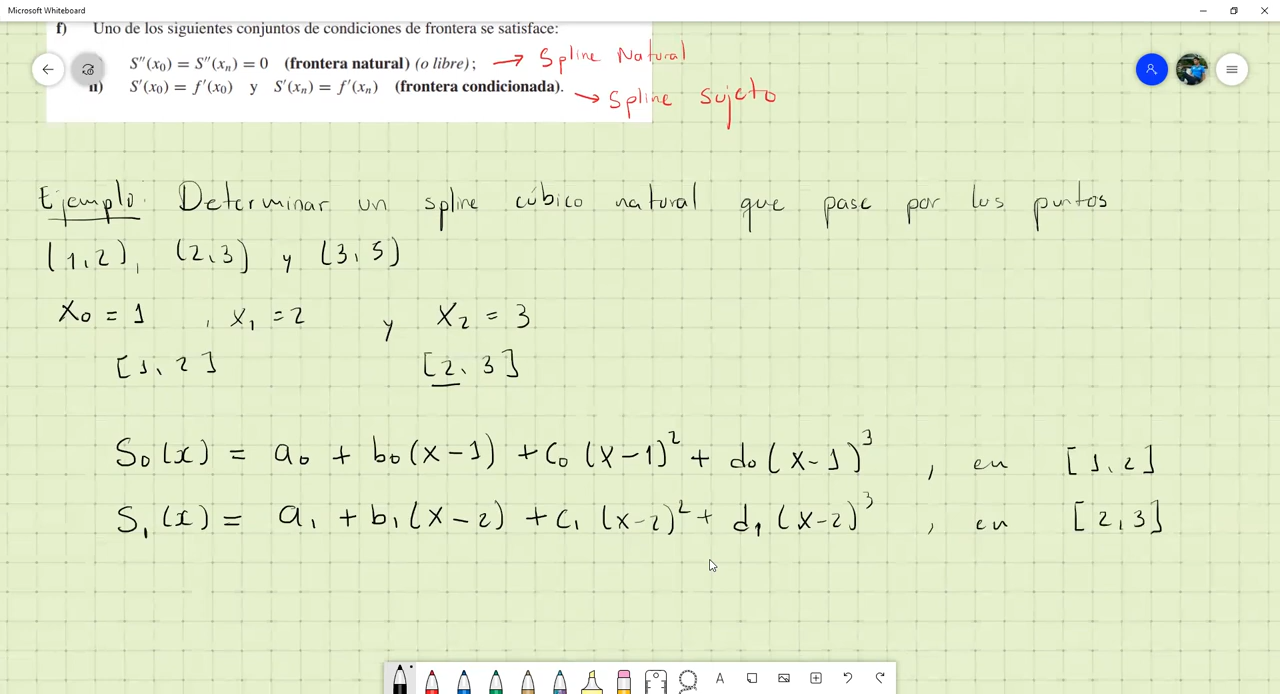 Microsoft Whiteboard
f) Uno de los siguientes conjuntos de condiciones de frontera se satisface:
S''(x₀) = S''(xₙ) = 0 (frontera natural) (o libre); → Spline Natural
ii) S'(x₀) = f'(x₀) y S'(xₙ) = f'(xₙ) (frontera condicionada). → Spline sujeto
Ejemplo: Determinar un spline cúbico natural que pase por los puntos
(1,2), (2,3) y (3,5)
X₀ = 1 , X₁ = 2 y X₂ = 3
[1, 2] [2, 3]
S₀(x) = a₀ + b₀(x-1) + c₀(x-1)² + d₀(x-1)³ , en [1,2]
S₁(x) = a₁ + b₁(x-2) + c₁(x-2)² + d₁(x-2)³ , en [2,3]
A